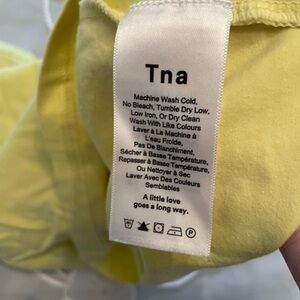 Tna
Machine Wash Cold,
No Bleach, Tumble Dry Low,
Low Iron, Or Dry Clean
Wash With Like Colours
Laver À La Machine À
L'eau Froide,
Pas De Blanchiment,
Sécher à Basse Température,
Repasser à Basse Température,
Ou Nettoyer à Sec
Laver Avec Des Couleurs
Semblables
A little love
goes a long way.
P